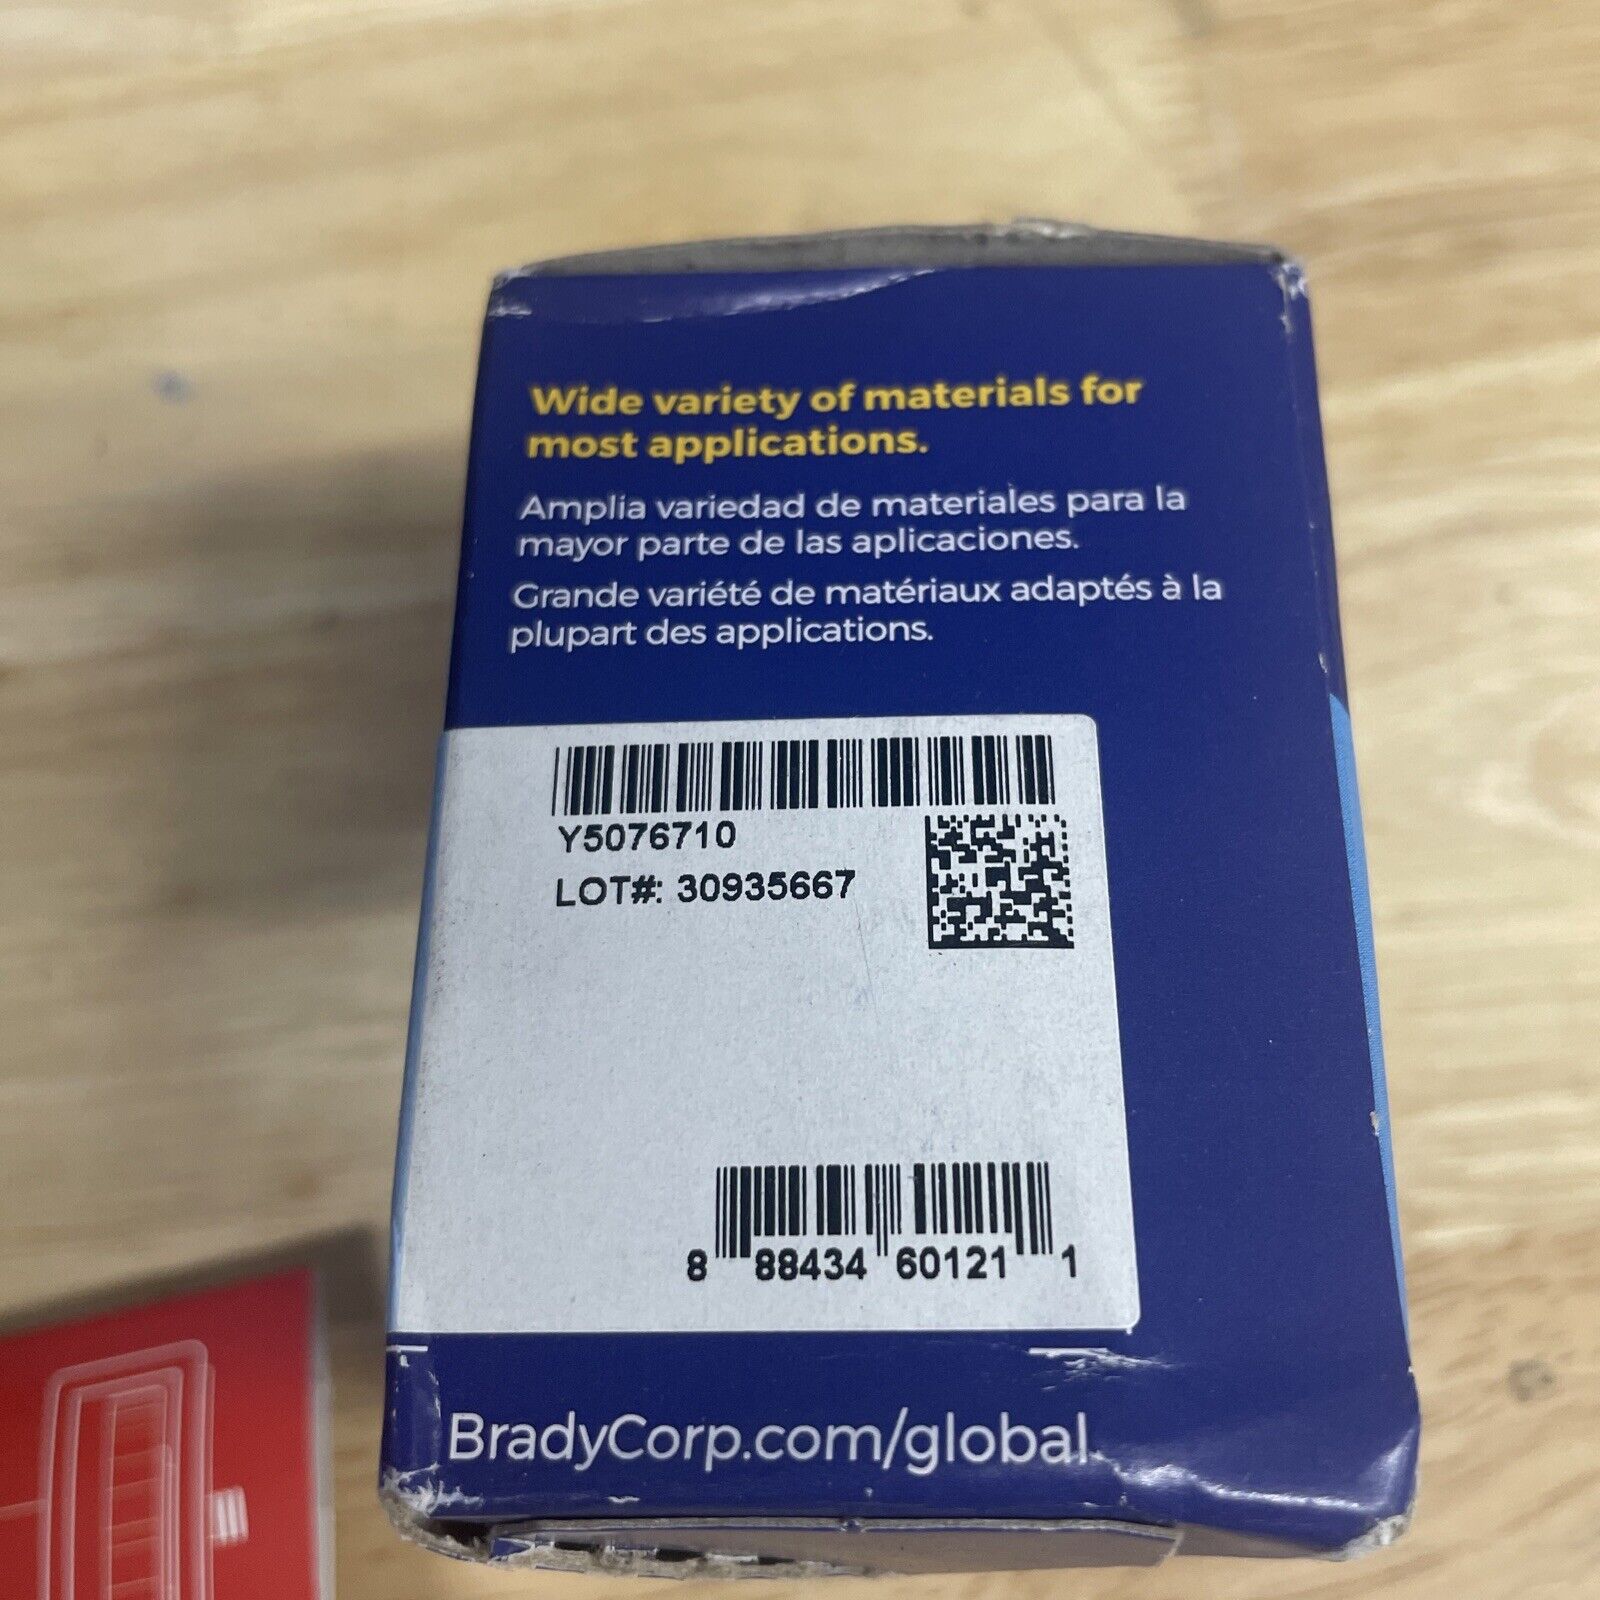 Wide variety of materials for
most applications.
Amplia variedad de materiales para la
mayor parte de las aplicaciones.
Grande variété de matériaux adaptés à la
plupart des applications.
Y5076710
LOT#: 30935667
8 88434 60121 1
BradyCorp.com/global